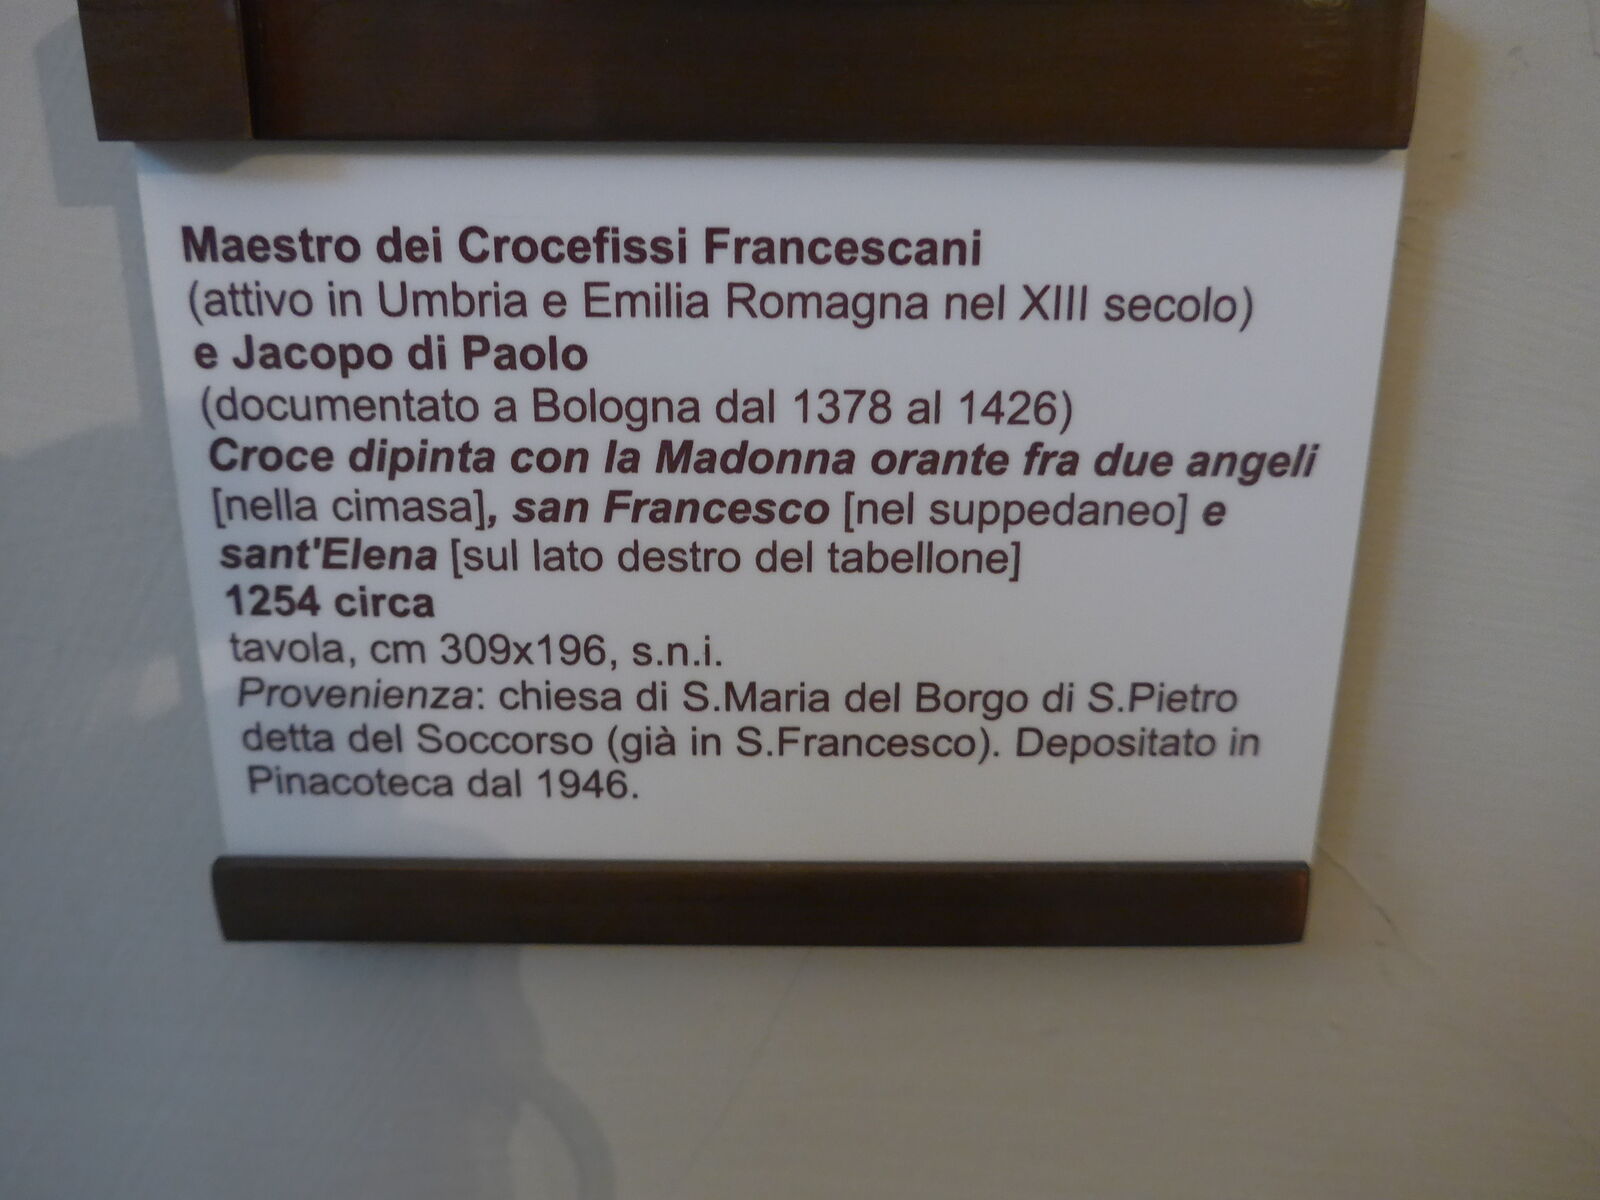 Maestro dei Crocefissi Francescani
(attivo in Umbria e Emilia Romagna nel XIII secolo)
e Jacopo di Paolo
(documentato a Bologna dal 1378 al 1426)
Croce dipinta con la Madonna orante fra due angeli
[nella cimasa], san Francesco [nel suppedaneo] e
sant'Elena [sul lato destro del tabellone]
1254 circa
tavola, cm 309x196, s.n.i.
Provenienza: chiesa di S.Maria del Borgo di S.Pietro
detta del Soccorso (già in S.Francesco). Depositato in
Pinacoteca dal 1946.